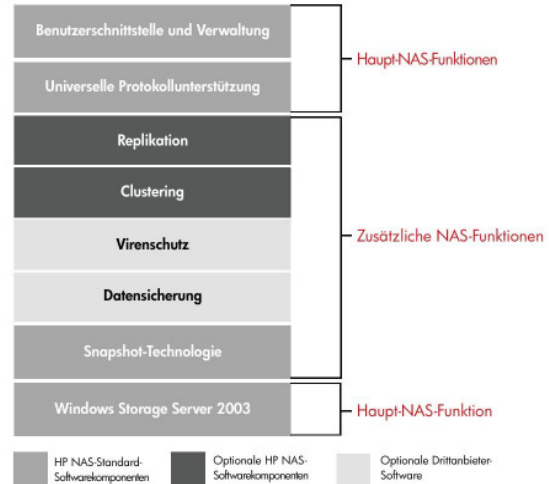 Benutzerschnittstelle und Verwaltung
Universelle Protokollunterstützung
Haupt-NAS-Funktionen
Replikation
Clustering
Virenschutz
Datensicherung
Snapshot-Technologie
Zusätzliche NAS-Funktionen
Windows Storage Server 2003
Haupt-NAS-Funktion
HP NAS-Standard-
Softwarekomponenten
Optionale HP NAS-
Softwarekomponenten
Optionale Drittanbieter-
Software